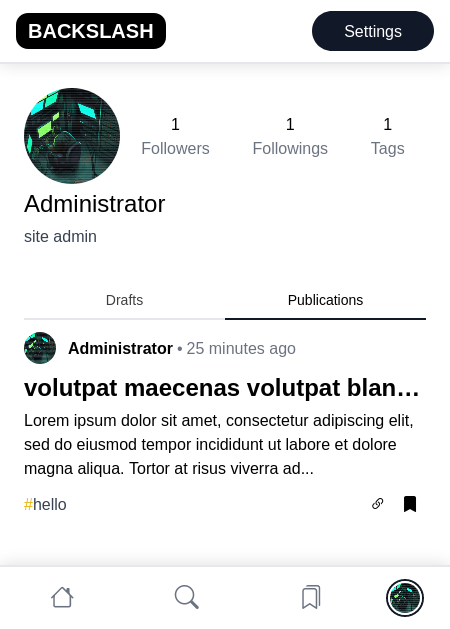 BACKSLASH
Settings
1
Followers
1
Followings
1
Tags
Administrator
site admin
Drafts
Publications
Administrator • 25 minutes ago
volutpat maecenas volutpat blan…
Lorem ipsum dolor sit amet, consectetur adipiscing elit,
sed do eiusmod tempor incididunt ut labore et dolore
magna aliqua. Tortor at risus viverra ad...
#hello